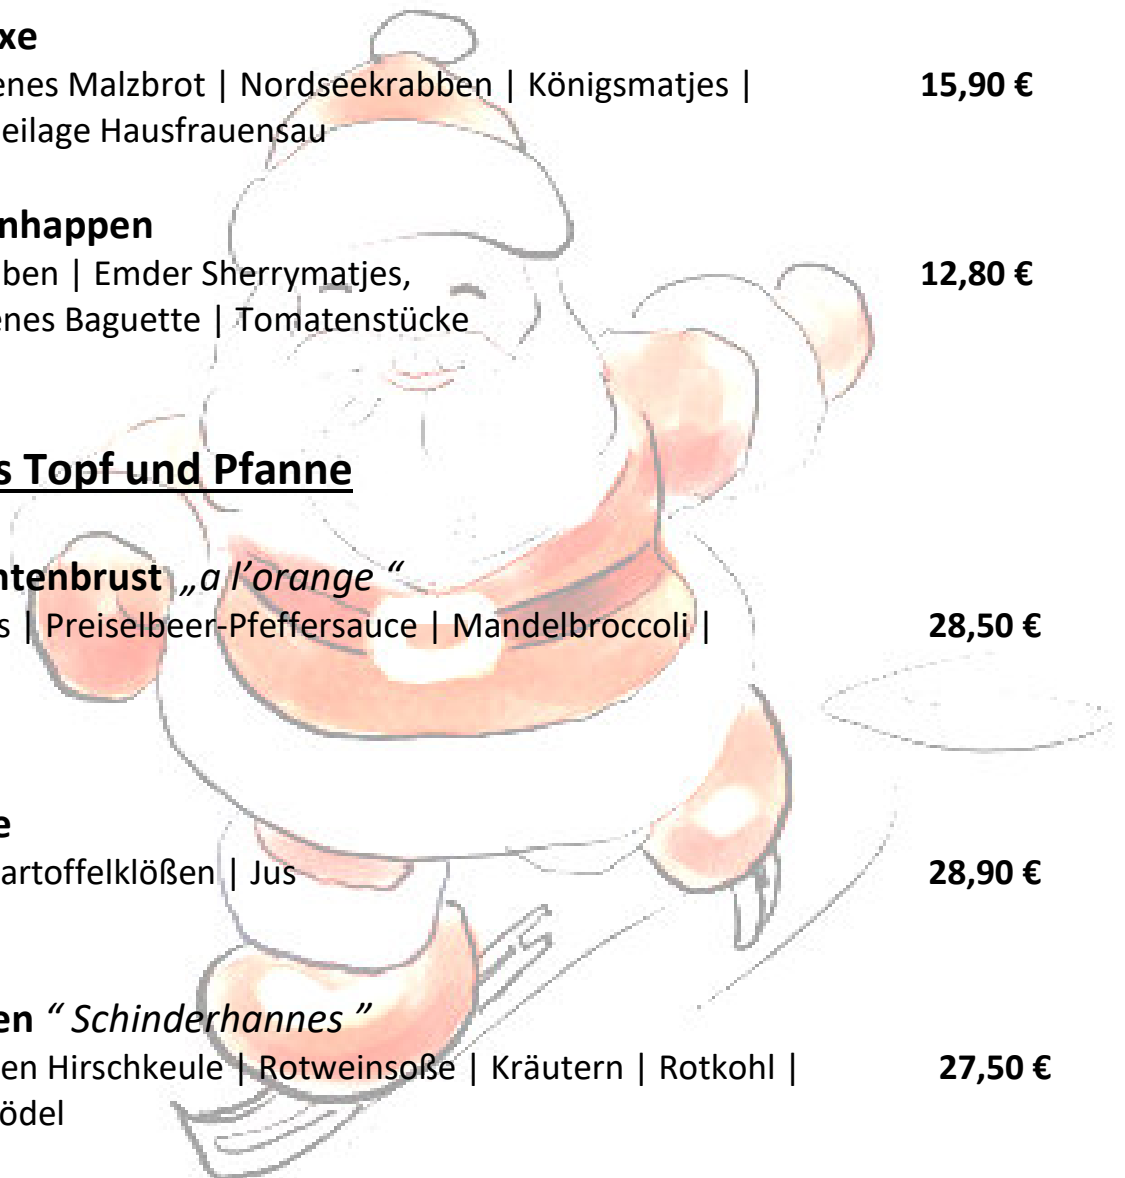 xe
enes Malzbrot | Nordseekrabben | Königsmatjes | 15,90 €
eilage Hausfrauensau
nhappen
ben | Emder Sherrymatjes, 12,80 €
enes Baguette | Tomatenstücke
s Topf und Pfanne
ntenbrust „a l’orange “
s | Preiselbeer-Pfeffersauce | Mandelbroccoli | 28,50 €
e
artoffelklößen | Jus 28,90 €
en “ Schinderhannes ”
en Hirschkeule | Rotweinsoße | Kräutern | Rotkohl | 27,50 €
ödel